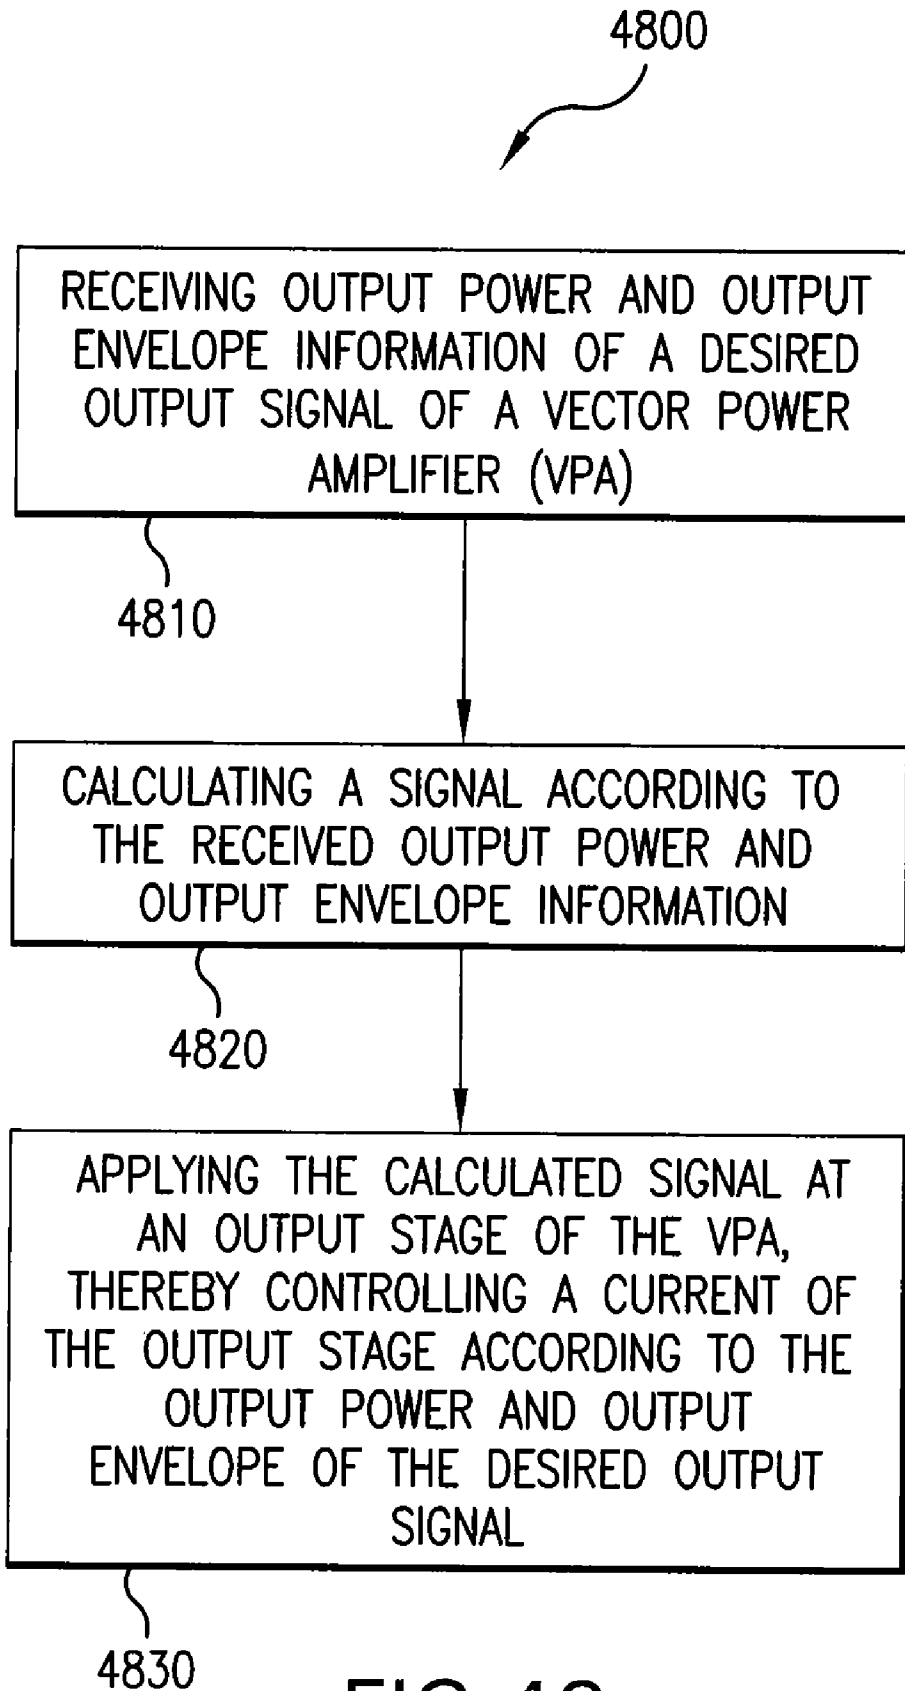 4800
RECEIVING OUTPUT POWER AND OUTPUT
ENVELOPE INFORMATION OF A DESIRED
OUTPUT SIGNAL OF A VECTOR POWER
AMPLIFIER (VPA)
4810
CALCULATING A SIGNAL ACCORDING TO
THE RECEIVED OUTPUT POWER AND
OUTPUT ENVELOPE INFORMATION
4820
APPLYING THE CALCULATED SIGNAL AT
AN OUTPUT STAGE OF THE VPA,
THEREBY CONTROLLING A CURRENT OF
THE OUTPUT STAGE ACCORDING TO THE
OUTPUT POWER AND OUTPUT
ENVELOPE OF THE DESIRED OUTPUT
SIGNAL
4830